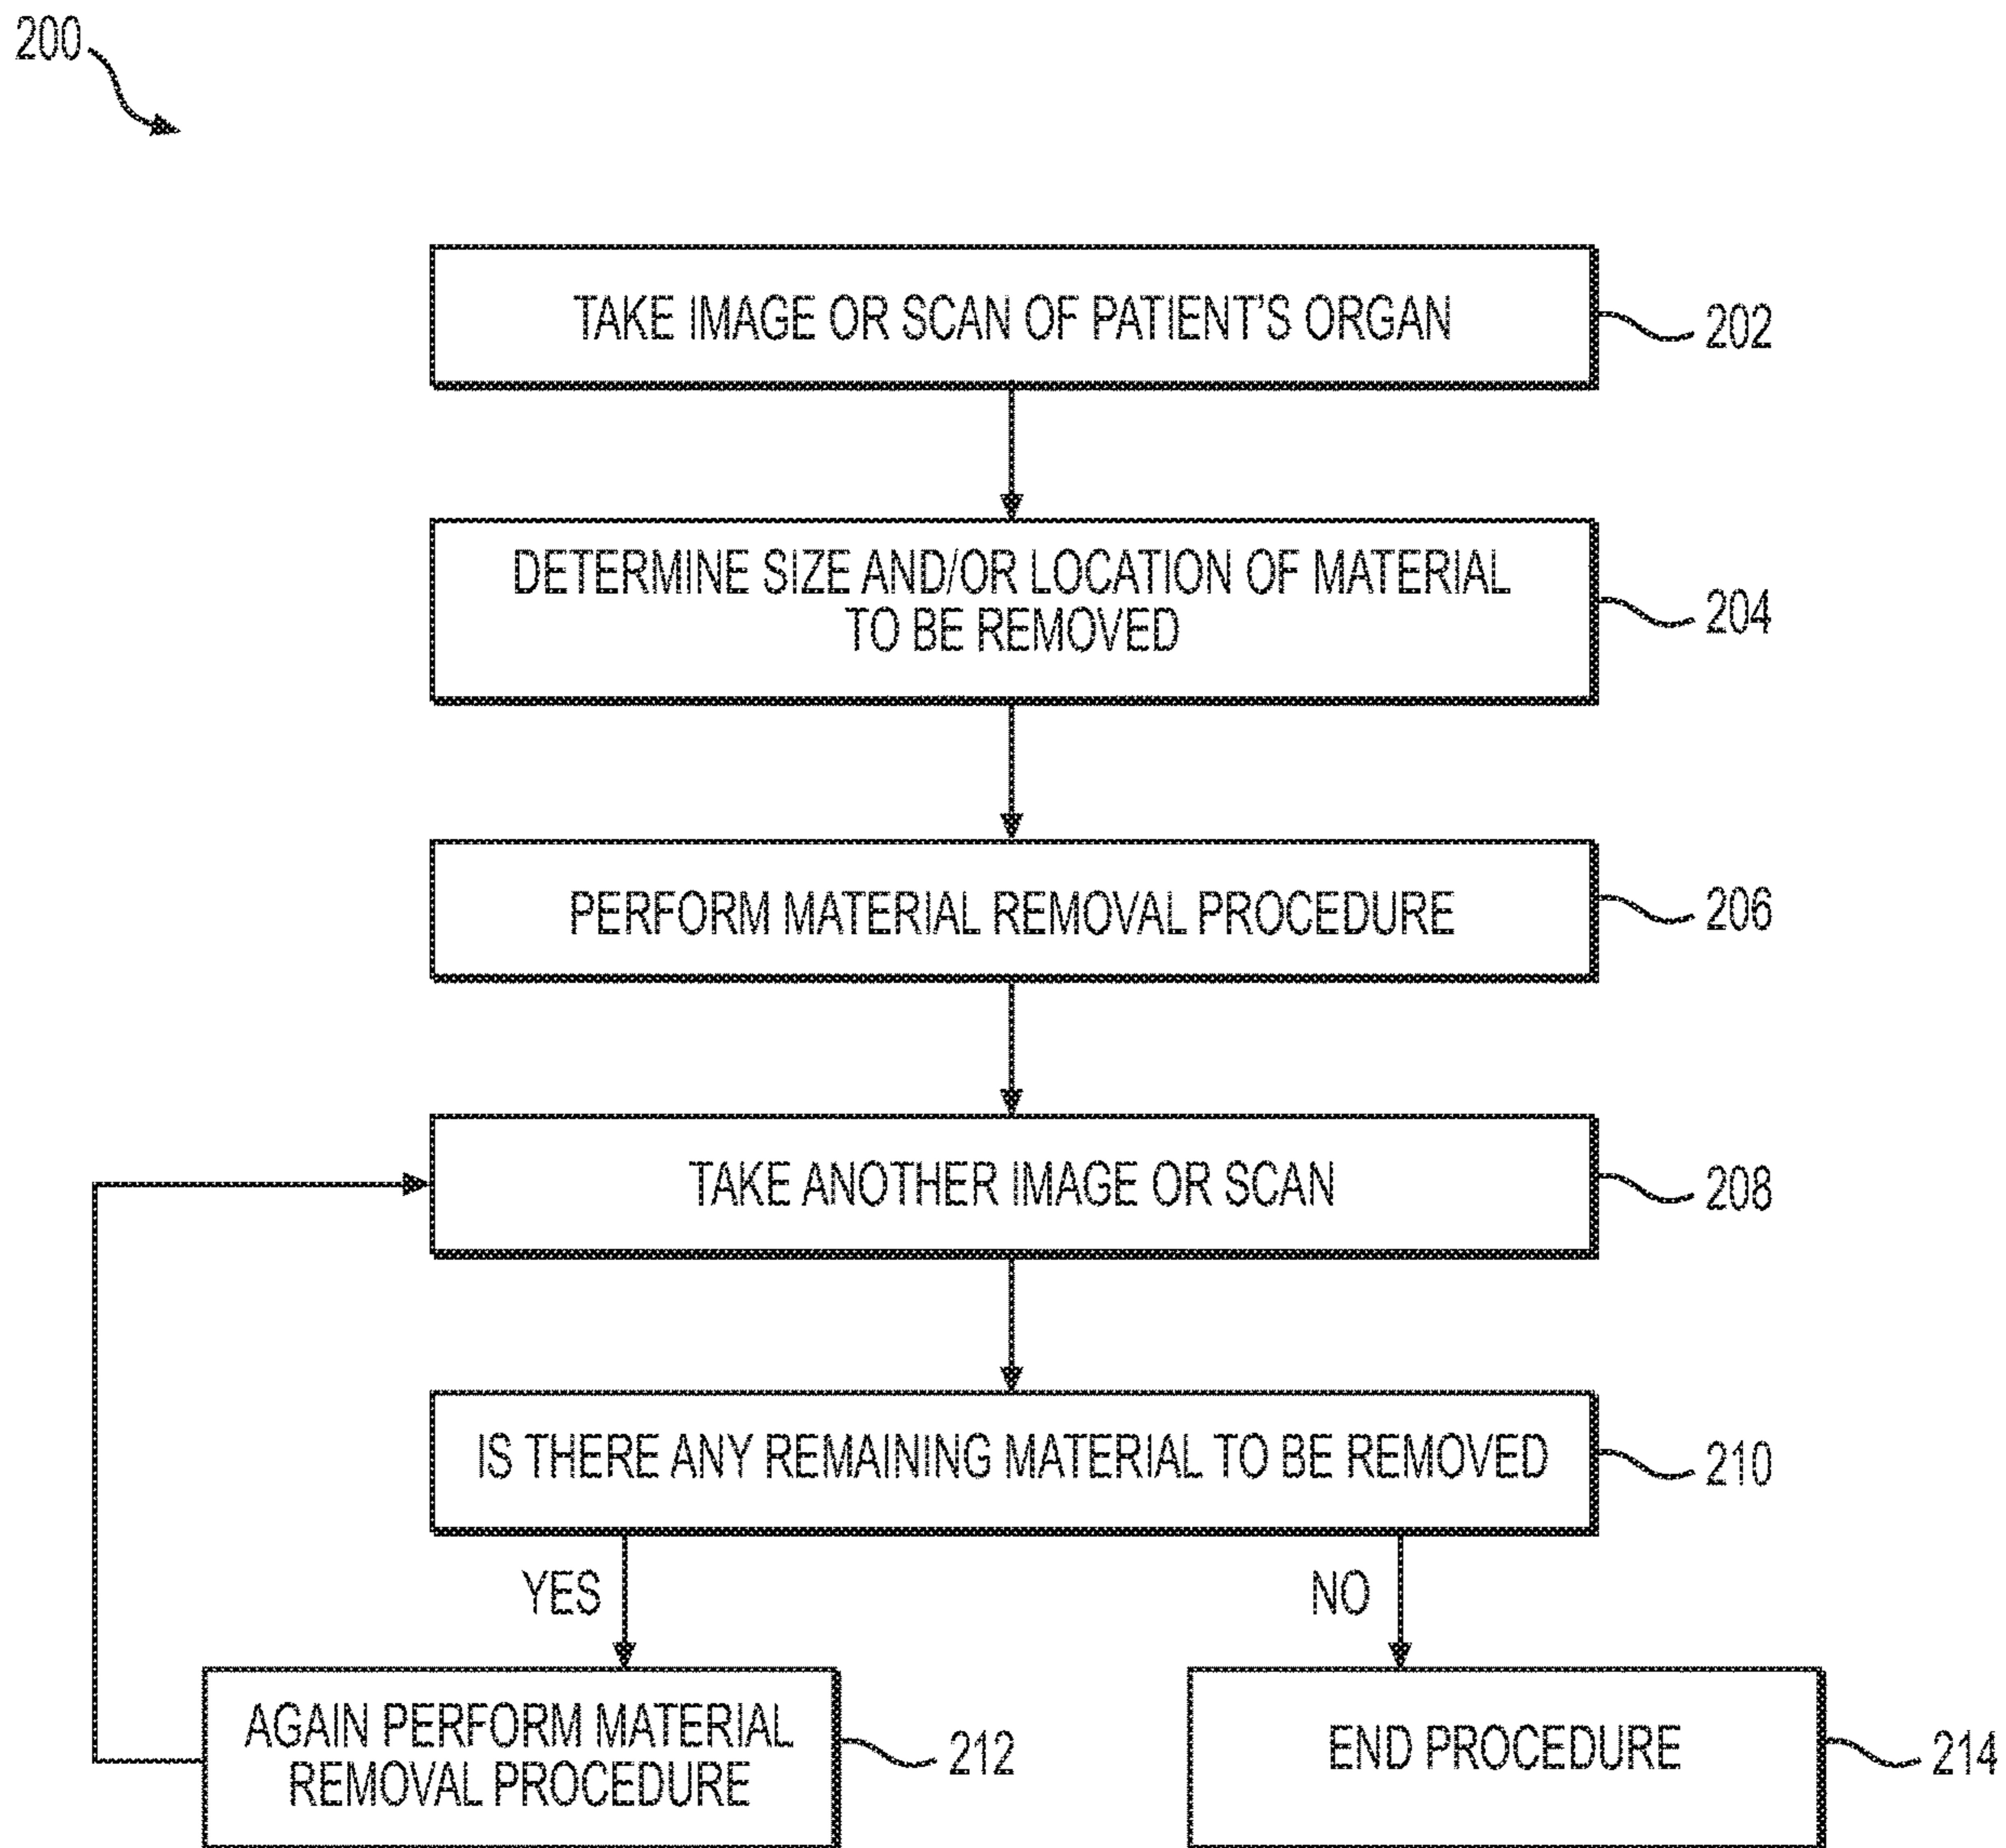 200
TAKE IMAGE OR SCAN OF PATIENT'S ORGAN
202
DETERMINE SIZE AND/OR LOCATION OF MATERIAL
TO BE REMOVED
204
PERFORM MATERIAL REMOVAL PROCEDURE
206
TAKE ANOTHER IMAGE OR SCAN
208
IS THERE ANY REMAINING MATERIAL TO BE REMOVED
210
YES
NO
AGAIN PERFORM MATERIAL
REMOVAL PROCEDURE
212
END PROCEDURE
214